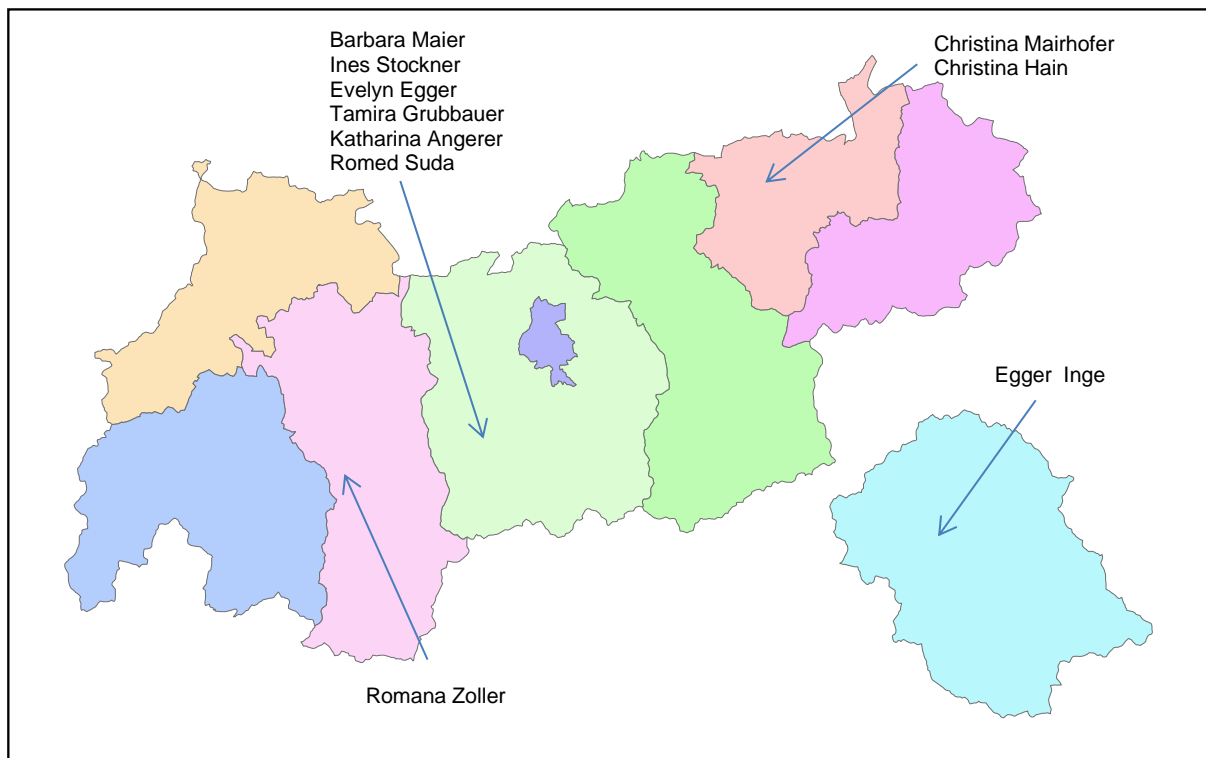 Barbara Maier
Ines Stockner
Evelyn Egger
Tamira Grubbauer
Katharina Angerer
Romed Suda
Christina Mairhofer
Christina Hain
Egger  Inge
Romana Zoller